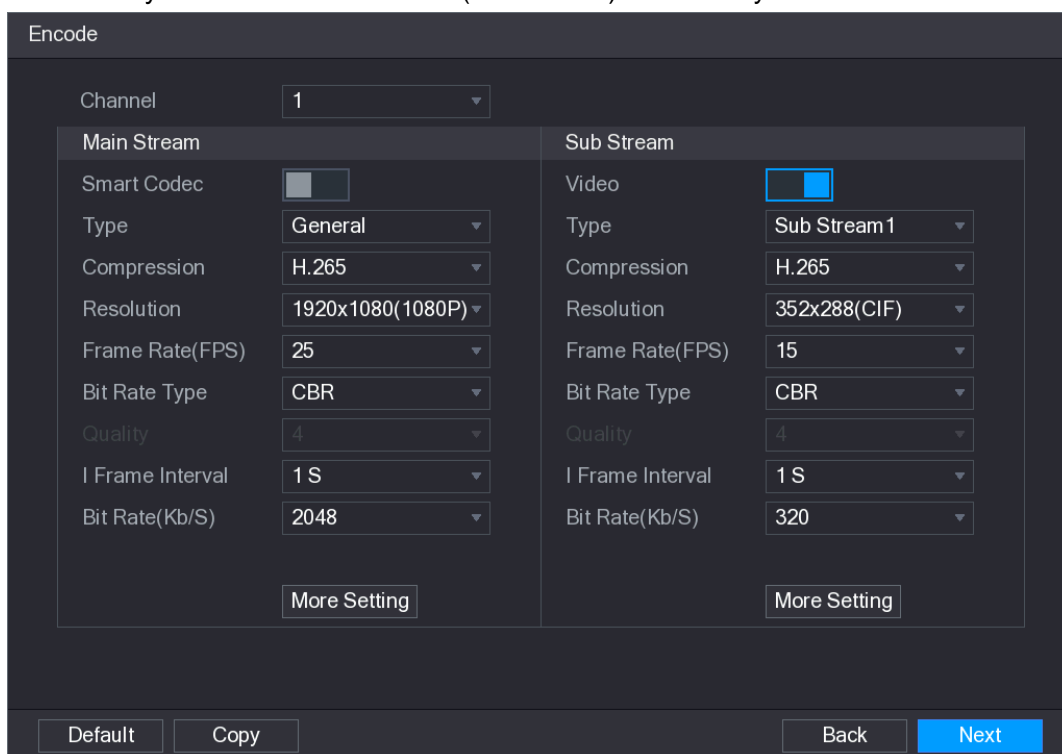 Encode
Channel 1
Main Stream Sub Stream
Smart Codec Video
Type General Type Sub Stream1
Compression H.265 Compression H.265
Resolution 1920x1080(1080P) Resolution 352x288(CIF)
Frame Rate(FPS) 25 Frame Rate(FPS) 15
Bit Rate Type CBR Bit Rate Type CBR
Quality 4 Quality 4
I Frame Interval 1 S I Frame Interval 1 S
Bit Rate(Kb/S) 2048 Bit Rate(Kb/S) 320
More Setting More Setting
Default Copy Back Next